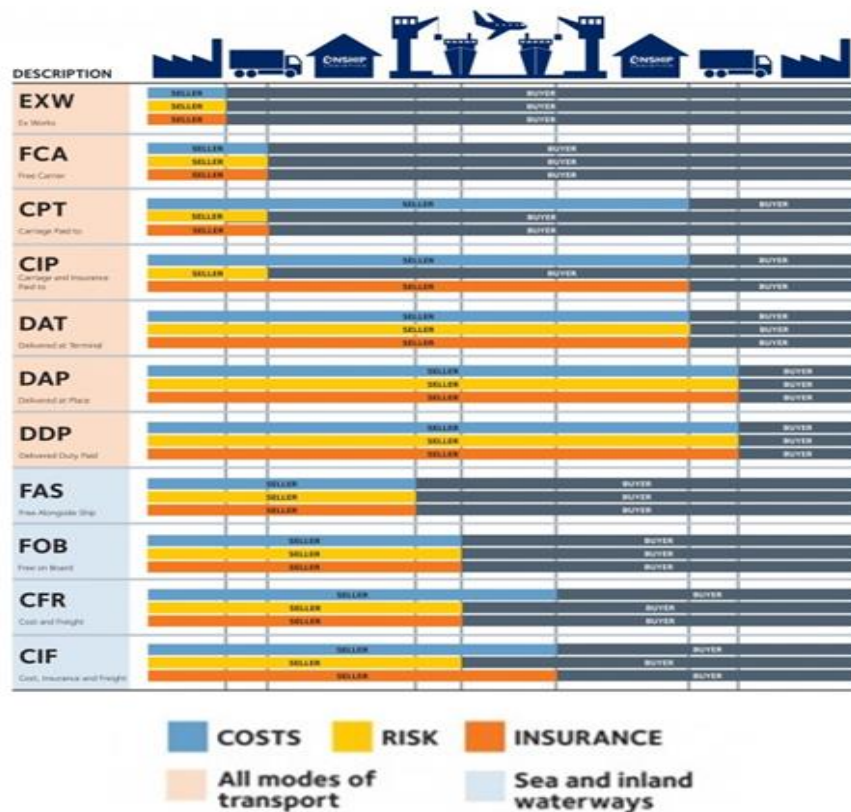 ONSHIP
ONSHIP
DESCRIPTION
EXW
Ex Works
SELLER BUYER
SELLER BUYER
SELLER BUYER
FCA
Free Carrier
SELLER BUYER
SELLER BUYER
SELLER BUYER
CPT
Carriage Paid to
SELLER BUYER
SELLER BUYER
SELLER BUYER
CIP
Carriage and Insurance
Paid to
SELLER BUYER
SELLER BUYER
SELLER BUYER
DAT
Delivered at Terminal
SELLER BUYER
SELLER BUYER
SELLER BUYER
DAP
Delivered at Place
SELLER BUYER
SELLER BUYER
SELLER BUYER
DDP
Delivered Duty Paid
SELLER BUYER
SELLER BUYER
SELLER BUYER
FAS
Free Alongside Ship
SELLER BUYER
SELLER BUYER
SELLER BUYER
FOB
Free on Board
SELLER BUYER
SELLER BUYER
SELLER BUYER
CFR
Cost and Freight
SELLER BUYER
SELLER BUYER
SELLER BUYER
CIF
Cost, Insurance and Freight
SELLER BUYER
SELLER BUYER
SELLER BUYER
COSTS RISK INSURANCE
All modes of
transport
Sea and inland
waterways